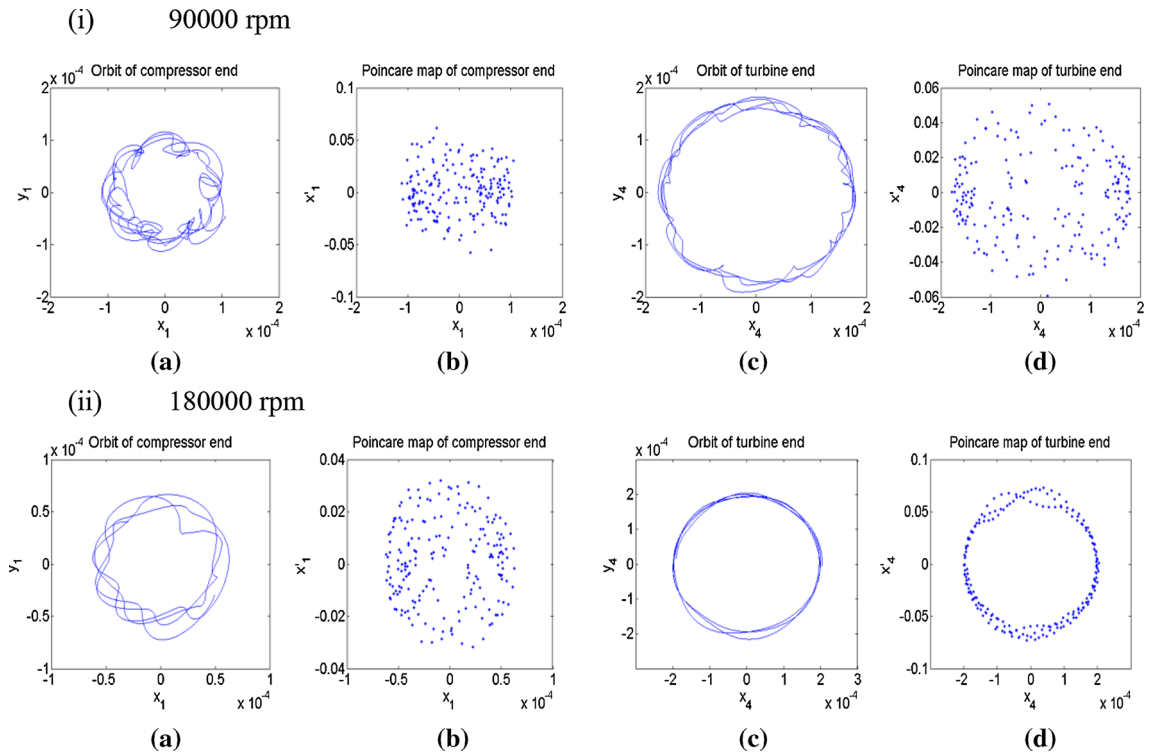 (i) 90000 rpm
Orbit of compressor end
Poincare map of compressor end
Orbit of turbine end
Poincare map of turbine end
x 10⁻⁴
2
1
0
-1
-2
y₁
-2 -1 0 1 2
x₁
x 10⁻⁴
0.1
0.05
0
-0.05
-0.1
x'₁
-2 -1 0 1 2
x₁
x 10⁻⁴
x 10⁻⁴
2
1
0
-1
-2
y₄
-2 -1 0 1 2
x₄
x 10⁻⁴
0.06
0.04
0.02
0
-0.02
-0.04
-0.06
x'₄
-2 -1 0 1 2
x₄
x 10⁻⁴
(a) (b) (c) (d)
(ii) 180000 rpm
Orbit of compressor end
Poincare map of compressor end
Orbit of turbine end
Poincare map of turbine end
x 10⁻⁴
1
0.5
0
-0.5
-1
y₁
-1 -0.5 0 0.5 1
x₁
x 10⁻⁴
0.04
0.02
0
-0.02
-0.04
x'₁
-1 -0.5 0 0.5 1
x₁
x 10⁻⁴
x 10⁻⁴
2
1
0
-1
-2
y₄
-2 -1 0 1 2 3
x₄
x 10⁻⁴
0.1
0.05
0
-0.05
-0.1
x'₄
-2 -1 0 1 2 3
x₄
x 10⁻⁴
(a) (b) (c) (d)